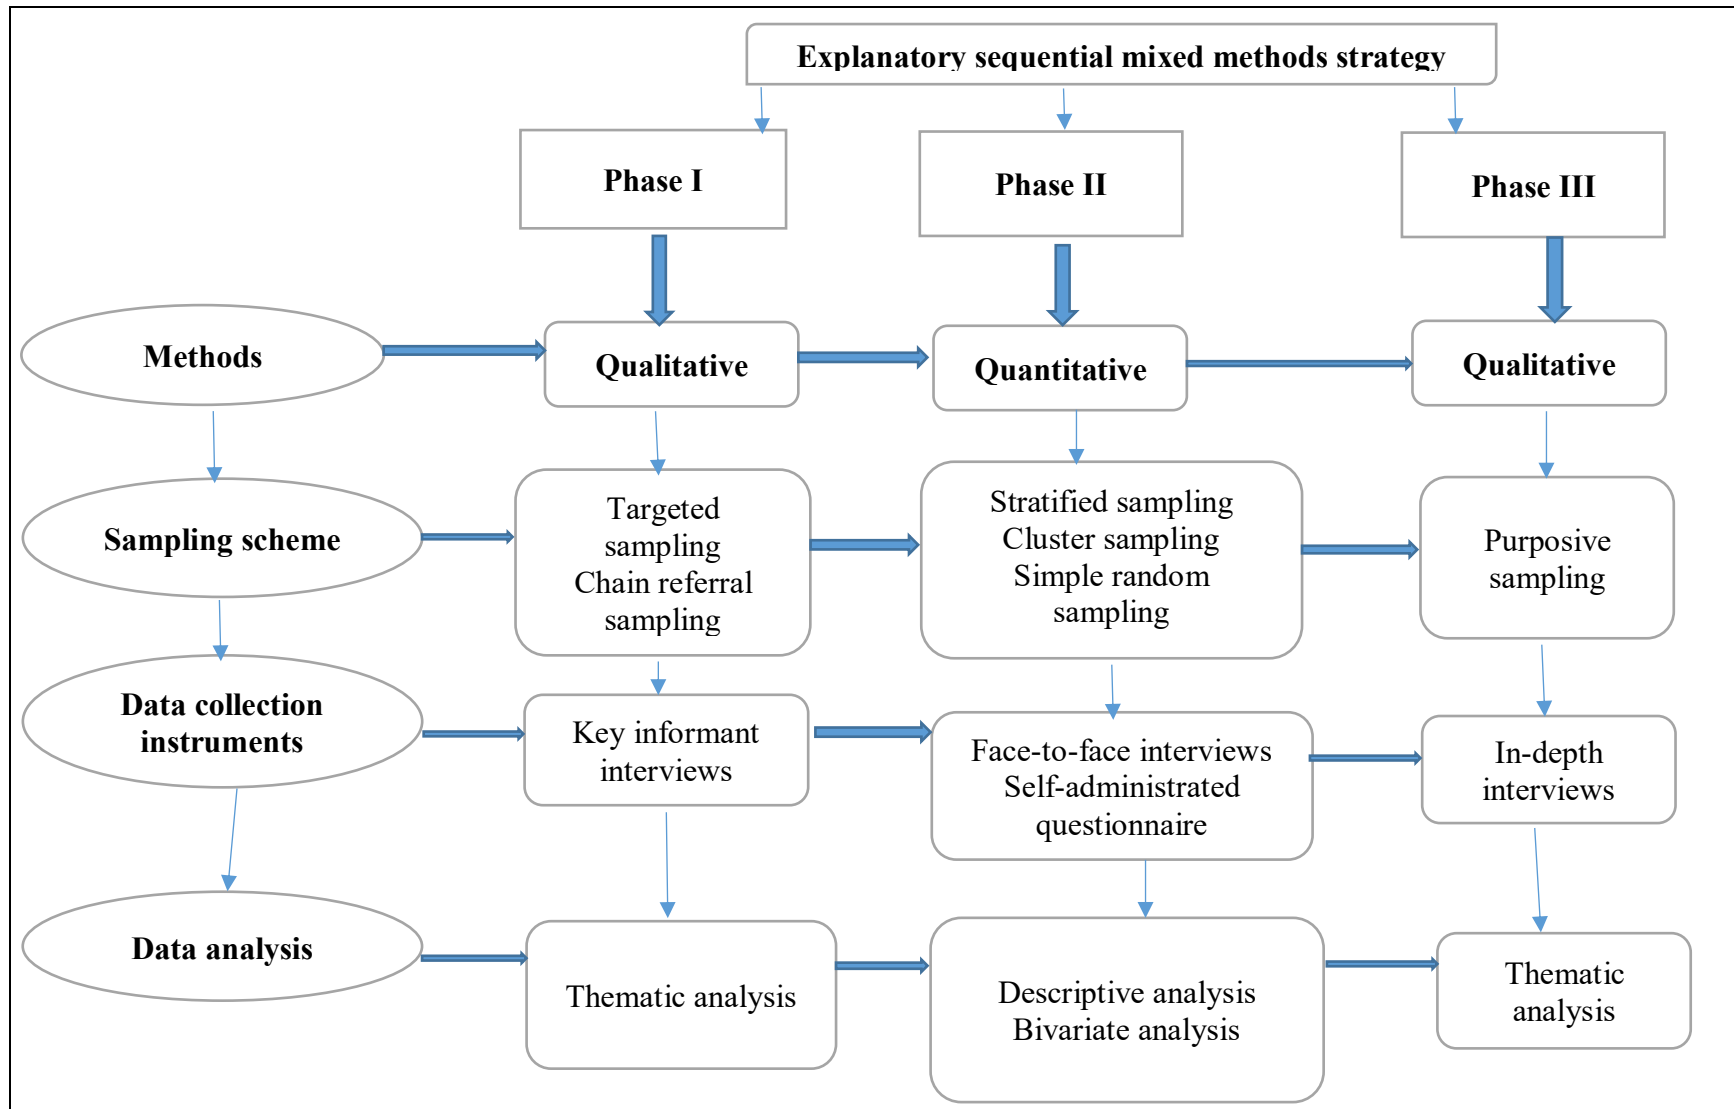 Explanatory sequential mixed methods strategy
Phase I
Phase II
Phase III
Methods
Qualitative
Quantitative
Qualitative
Sampling scheme
Targeted
sampling
Chain referral
sampling
Stratified sampling
Cluster sampling
Simple random
sampling
Purposive
sampling
Data collection
instruments
Key informant
interviews
Face-to-face interviews
Self-administrated
questionnaire
In-depth
interviews
Data analysis
Thematic analysis
Descriptive analysis
Bivariate analysis
Thematic
analysis